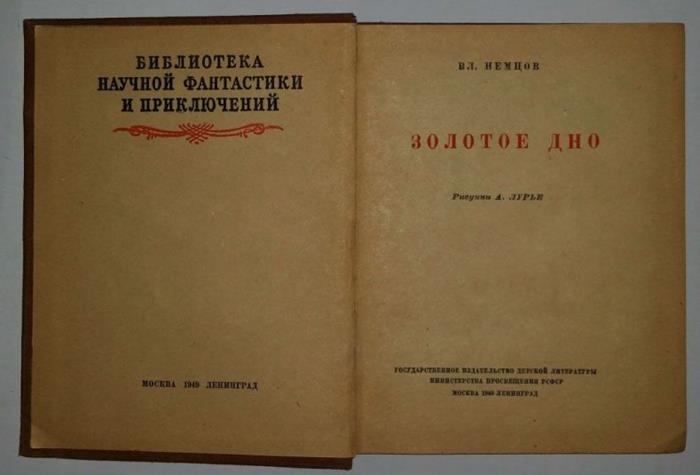 БИБЛИОТЕКА
НАУЧНОЙ ФАНТАСТИКИ
И ПРИКЛЮЧЕНИЙ
МОСКВА 1949 ЛЕНИНГРАД
ВЛ. НЕМЦОВ
ЗОЛОТОЕ ДНО
Рисунки А. ЛУРЬЕ
ГОСУДАРСТВЕННОЕ ИЗДАТЕЛЬСТВО ДЕТСКОЙ ЛИТЕРАТУРЫ
МИНИСТЕРСТВА ПРОСВЕЩЕНИЯ РСФСР
МОСКВА 1949 ЛЕНИНГРАД